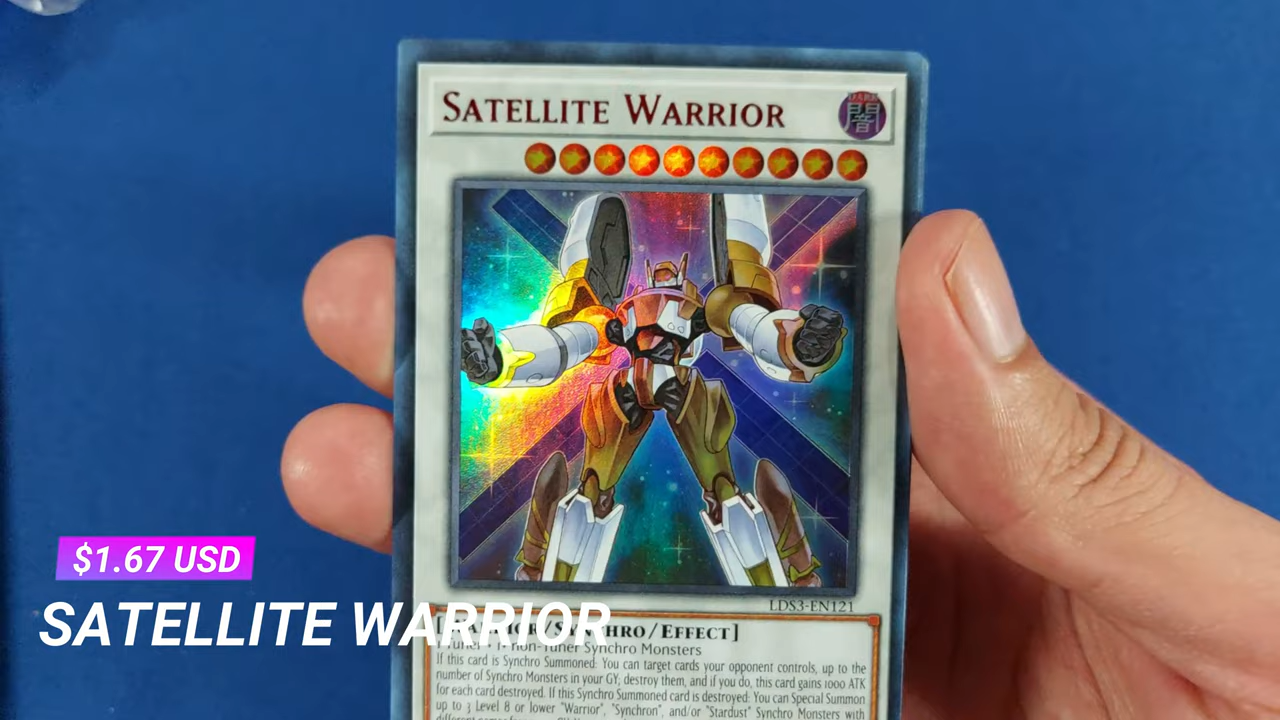 SATELLITE WARRIOR
DARK
闇
LDS3-EN121
$1.67 USD
SATELLITE WARRIOR
/SYNCHRO/EFFECT]
non-Tuner Synchro Monsters
If this card is Synchro Summoned: You can target cards your opponent controls, up to the
number of Synchro Monsters in your GY; destroy them, and if you do, this card gains 1000 ATK
for each card destroyed. If this Synchro Summoned card is destroyed: You can Special Summon
up to 3 Level 8 or lower "Warrior", "Synchron", and/or "Stardust" Synchro Monsters with